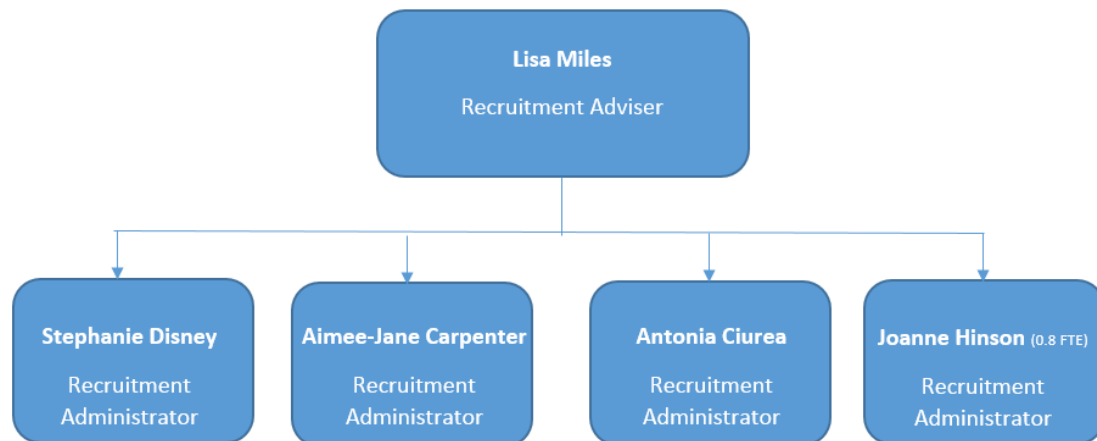 Lisa Miles
Recruitment Adviser
Stephanie Disney
Recruitment
Administrator
Aimee-Jane Carpenter
Recruitment
Administrator
Antonia Ciurea
Recruitment
Administrator
Joanne Hinson (0.8 FTE)
Recruitment
Administrator